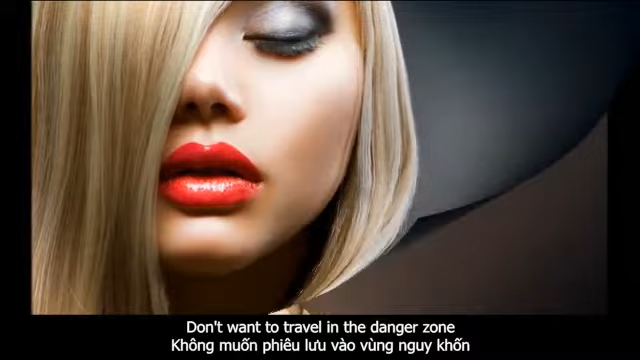 Don't want to travel in the danger zone
Không muốn phiêu lưu vào vùng nguy khốn